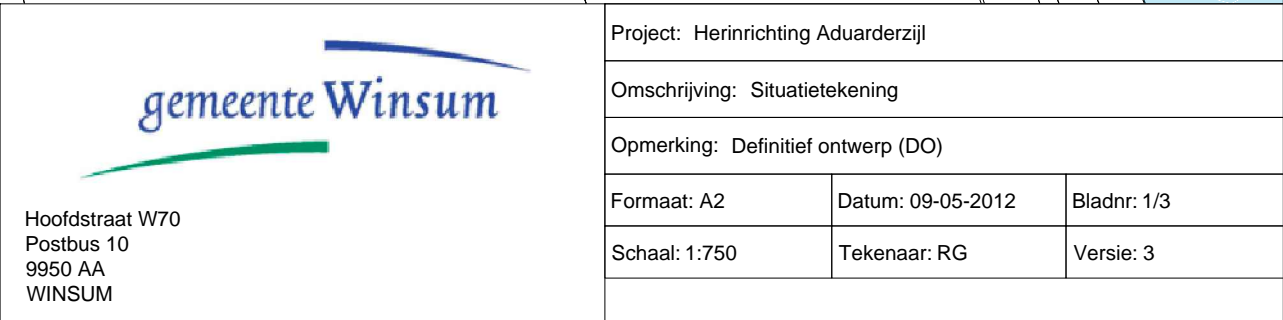 gemeente Winsum
Hoofdstraat W70
Postbus 10
9950 AA
WINSUM
Project: Herinrichting Aduarderzijl
Omschrijving: Situatietekening
Opmerking: Definitief ontwerp (DO)
Formaat: A2 Datum: 09-05-2012 Bladnr: 1/3
Schaal: 1:750 Tekenaar: RG Versie: 3